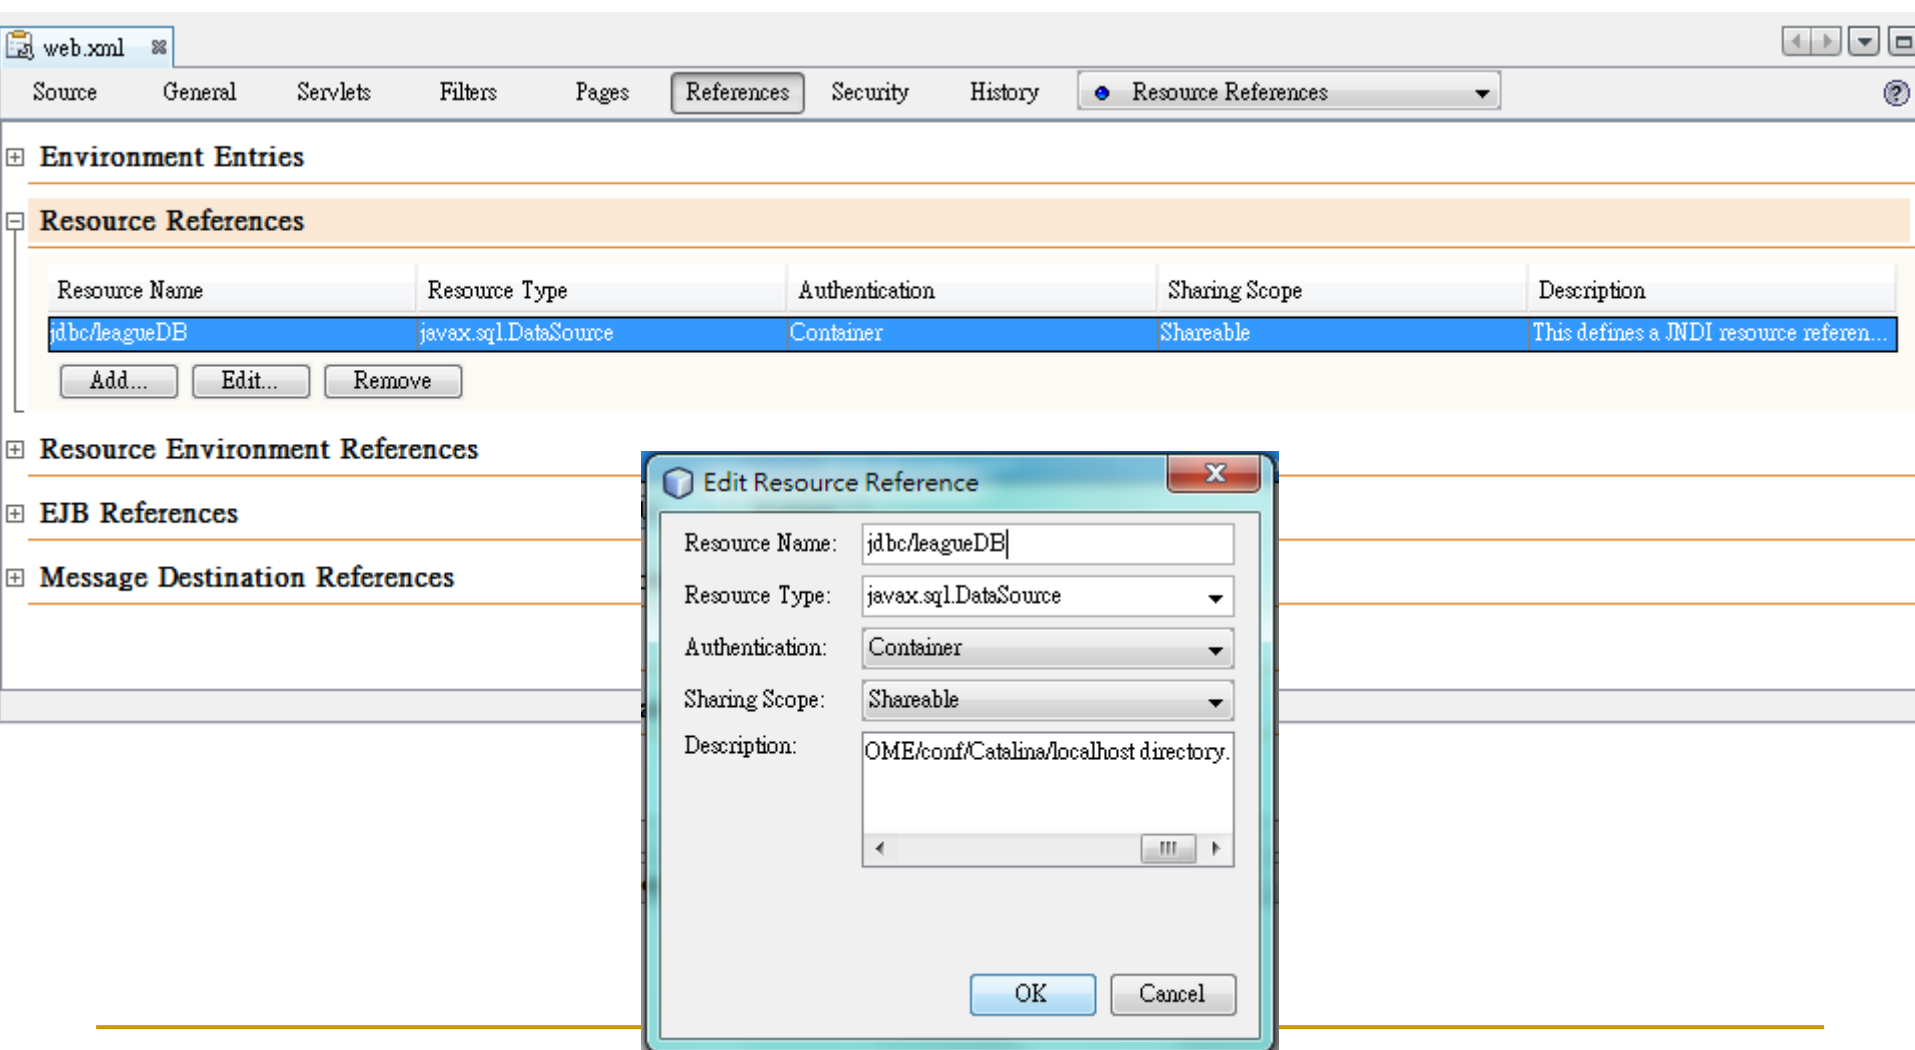 web.xml
Source General Servlets Filters Pages References Security History Resource References
Environment Entries
Resource References
Resource Name Resource Type Authentication Sharing Scope Description
jdbc/leagueDB javax.sql.DataSource Container Shareable This defines a JNDI resource referen...
Add... Edit... Remove
Resource Environment References
EJB References
Message Destination References
Edit Resource Reference
Resource Name: jdbc/leagueDB
Resource Type: javax.sql.DataSource
Authentication: Container
Sharing Scope: Shareable
Description: OME/conf/Catalina/localhost directory.
OK Cancel